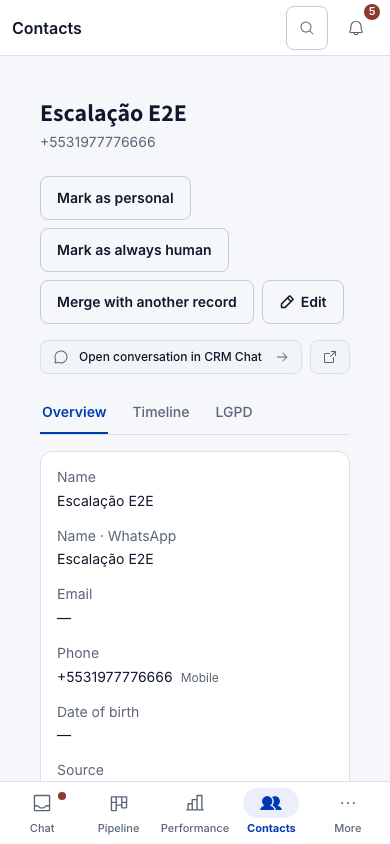 Contacts
5
Escalação E2E
+5531977776666
Mark as personal
Mark as always human
Merge with another record
Edit
Open conversation in CRM Chat
Overview
Timeline
LGPD
Name
Escalação E2E
Name · WhatsApp
Escalação E2E
Email
—
Phone
+5531977776666 Mobile
Date of birth
—
Source
Chat
Pipeline
Performance
Contacts
More